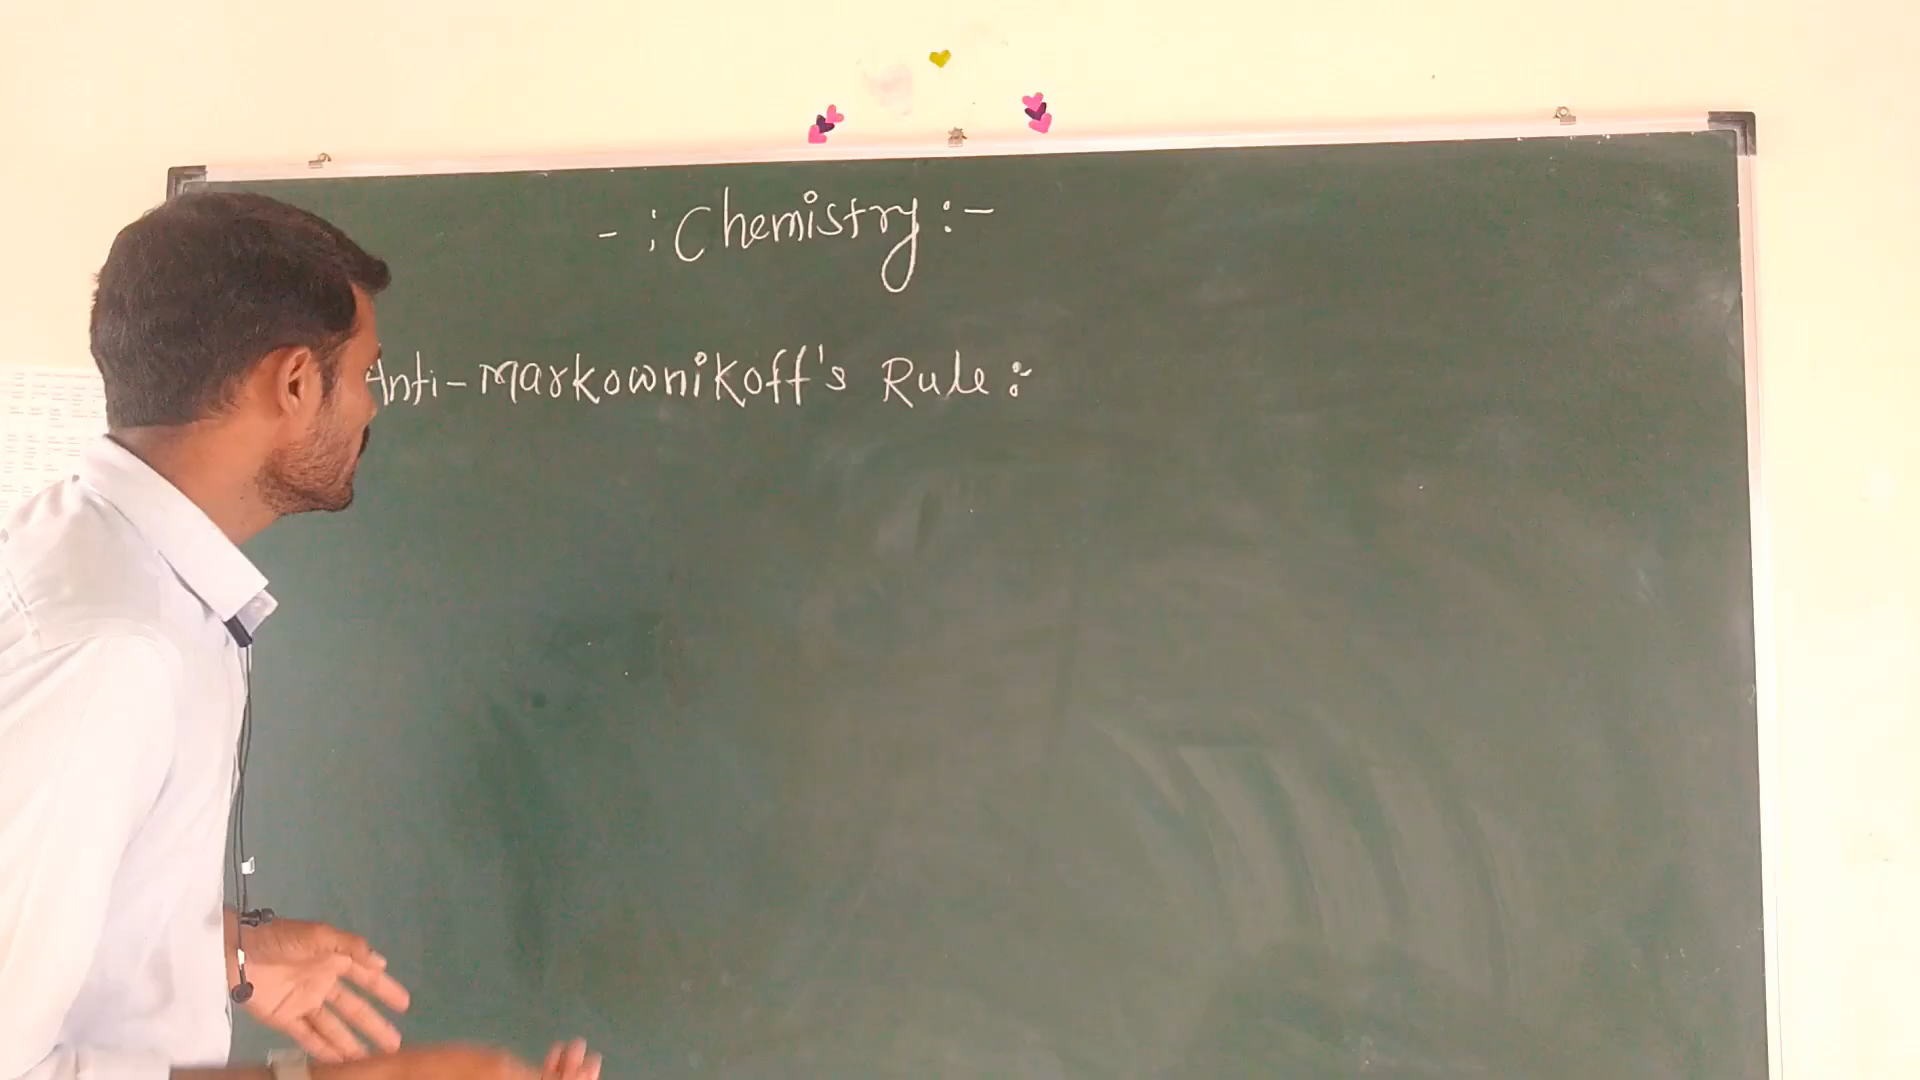 - : Chemistry :-
Anti-Markownikoff's Rule :-